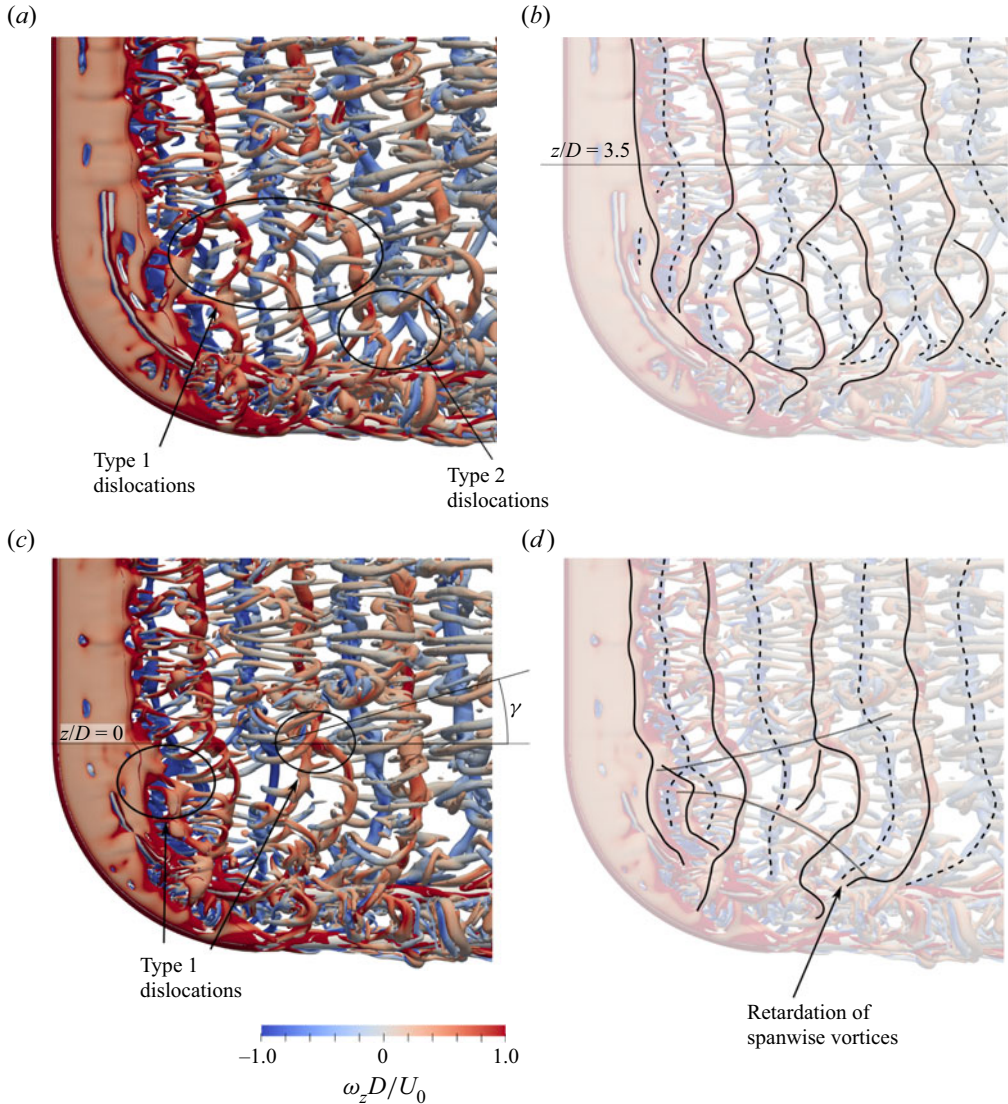 (a)
(b)
z/D = 3.5
Type 1
dislocations
Type 2
dislocations
(c)
(d)
z/D = 0
γ
Type 1
dislocations
Retardation of
spanwise vortices
–1.0
0
1.0
ω_z D/U_0